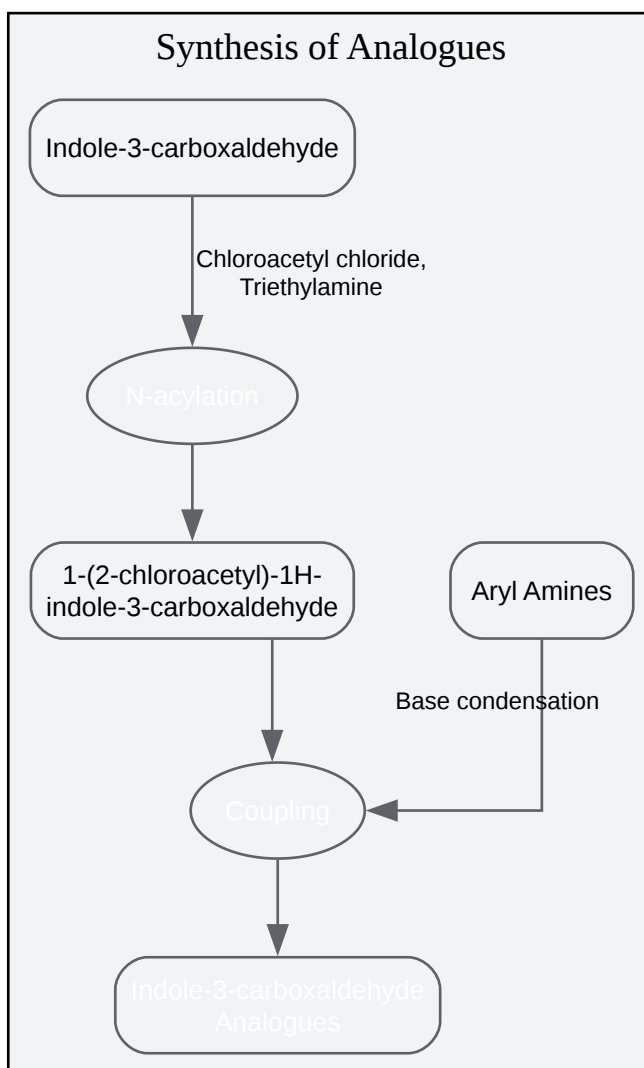 Synthesis of Analogues
Indole-3-carboxaldehyde
Chloroacetyl chloride,
Triethylamine
N-acylation
1-(2-chloroacetyl)-1H-
indole-3-carboxaldehyde
Aryl Amines
Base condensation
Coupling
Indole-3-carboxaldehyde
Analogues